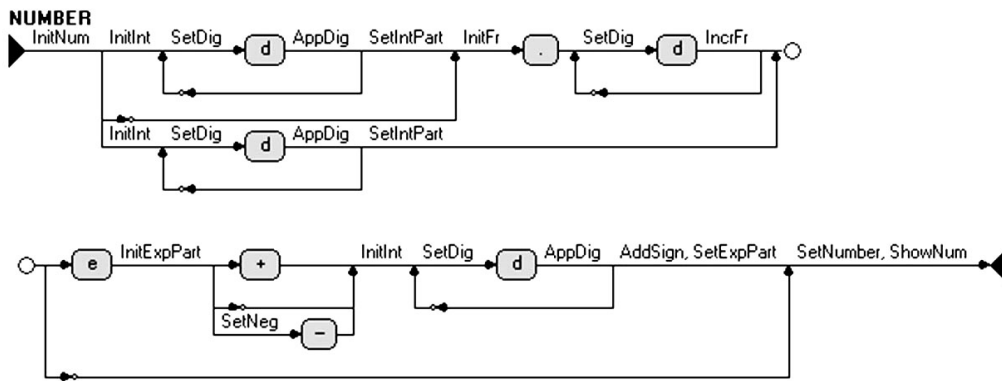 NUMBER
InitNum InitInt SetDig d AppDig SetIntPart InitFr . SetDig d IncrFr
InitInt SetDig d AppDig SetIntPart
e InitExpPart + InitInt SetDig d AppDig AddSign, SetExpPart SetNumber, ShowNum
SetNeg -